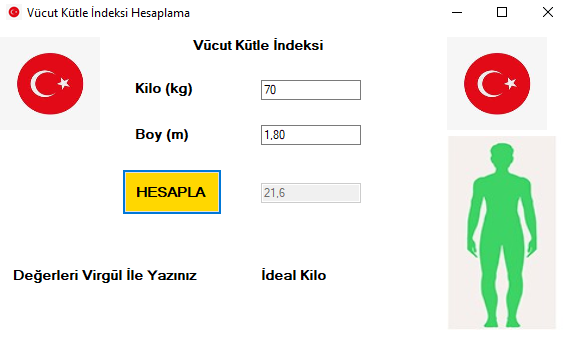 Vücut Kütle İndeksi Hesaplama
Vücut Kütle İndeksi
Kilo (kg) 70
Boy (m) 1,80
HESAPLA 21,6
Değerleri Virgül İle Yazınız İdeal Kilo